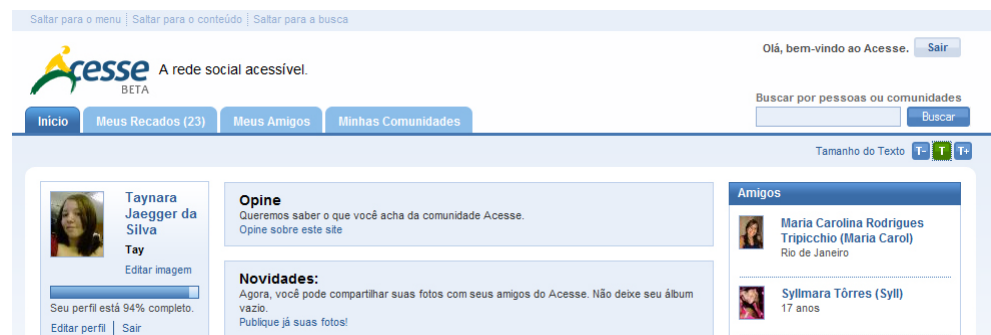 Saltar para o menu Saltar para o conteúdo Saltar para a busca
Acesse
BETA
A rede social acessível.
Olá, bem-vindo ao Acesse. Sair
Buscar por pessoas ou comunidades
Buscar
Início Meus Recados (23) Meus Amigos Minhas Comunidades
Tamanho do Texto T- T T+
Taynara
Jaegger da
Silva
Tay
Editar imagem
Seu perfil está 94% completo.
Editar perfil Sair
Opine
Queremos saber o que você acha da comunidade Acesse.
Opine sobre este site
Novidades:
Agora, você pode compartilhar suas fotos com seus amigos do Acesse. Não deixe seu álbum
vazio.
Publique já suas fotos!
Amigos
Maria Carolina Rodrigues
Tripicchio (Maria Carol)
Rio de Janeiro
Syllmara Tôrres (Syll)
17 anos